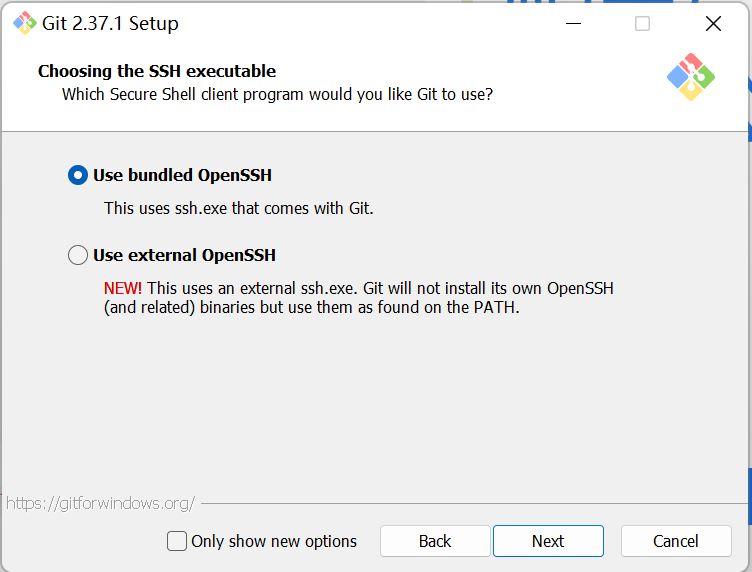 Git 2.37.1 Setup
Choosing the SSH executable
Which Secure Shell client program would you like Git to use?
Use bundled OpenSSH
This uses ssh.exe that comes with Git.
Use external OpenSSH
NEW! This uses an external ssh.exe. Git will not install its own OpenSSH
(and related) binaries but use them as found on the PATH.
https://gitforwindows.org/
Only show new options
Back
Next
Cancel